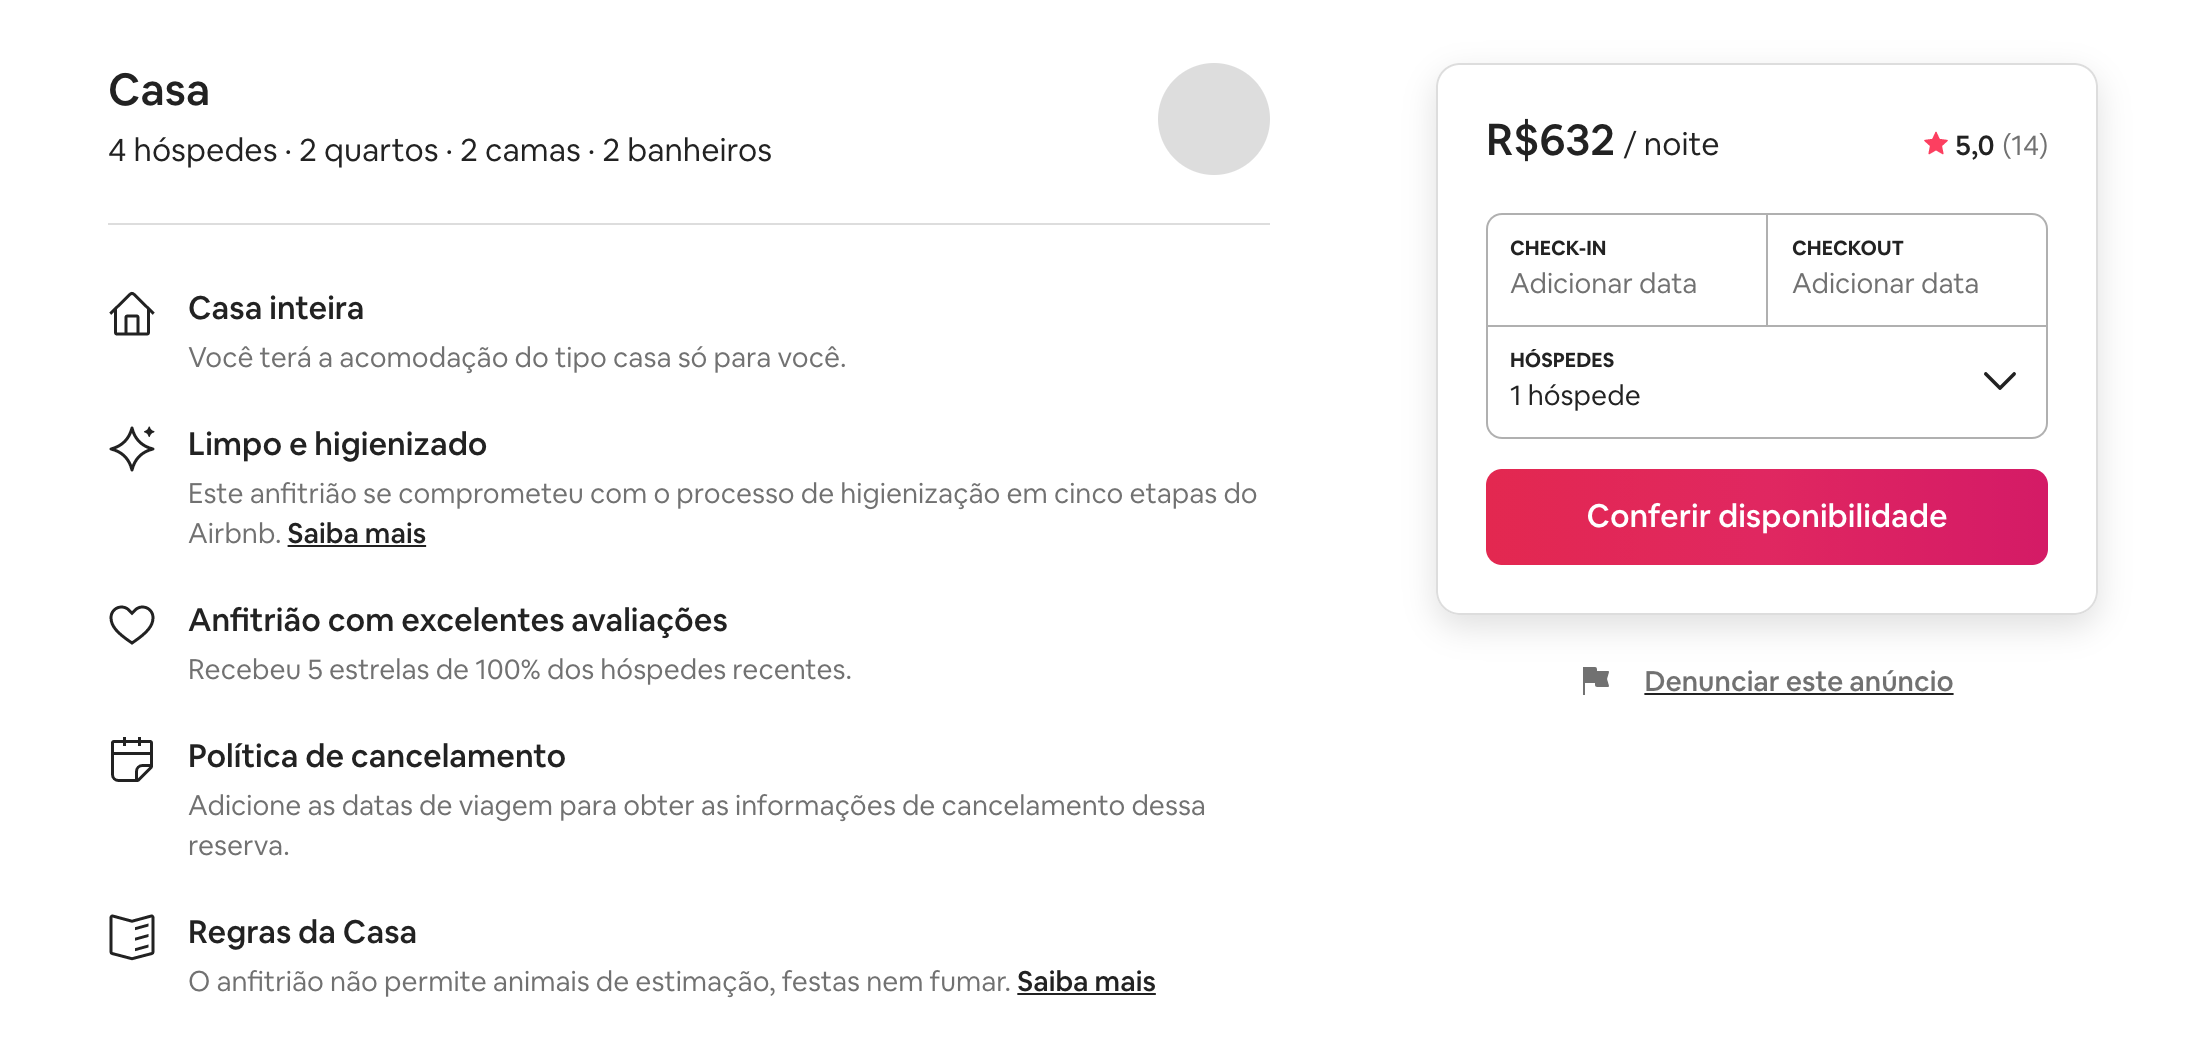 Casa
4 hóspedes · 2 quartos · 2 camas · 2 banheiros
Casa inteira
Você terá a acomodação do tipo casa só para você.
Limpo e higienizado
Este anfitrião se comprometeu com o processo de higienização em cinco etapas do
Airbnb. Saiba mais
Anfitrião com excelentes avaliações
Recebeu 5 estrelas de 100% dos hóspedes recentes.
Política de cancelamento
Adicione as datas de viagem para obter as informações de cancelamento dessa
reserva.
Regras da Casa
O anfitrião não permite animais de estimação, festas nem fumar. Saiba mais
R$632 / noite
5,0 (14)
CHECK-IN
Adicionar data
CHECKOUT
Adicionar data
HÓSPEDES
1 hóspede
Conferir disponibilidade
Denunciar este anúncio